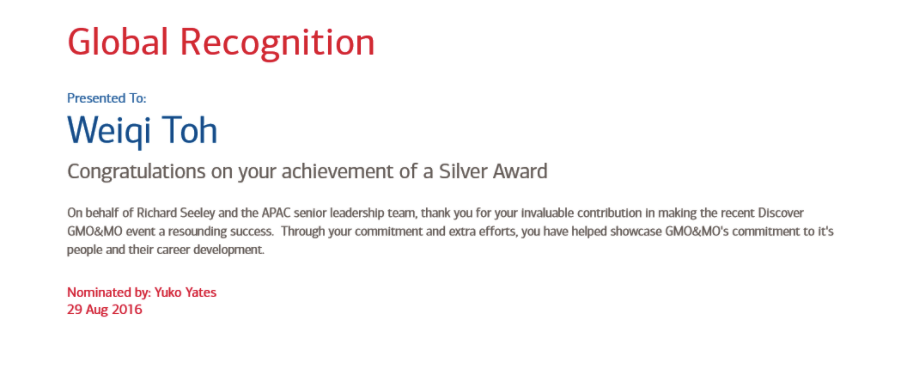 Global Recognition
Presented To:
Weiqi Toh
Congratulations on your achievement of a Silver Award
On behalf of Richard Seeley and the APAC senior leadership team, thank you for your invaluable contribution in making the recent Discover
GMO&MO event a resounding success.  Through your commitment and extra efforts, you have helped showcase GMO&MO's commitment to it's
people and their career development.
Nominated by: Yuko Yates
29 Aug 2016